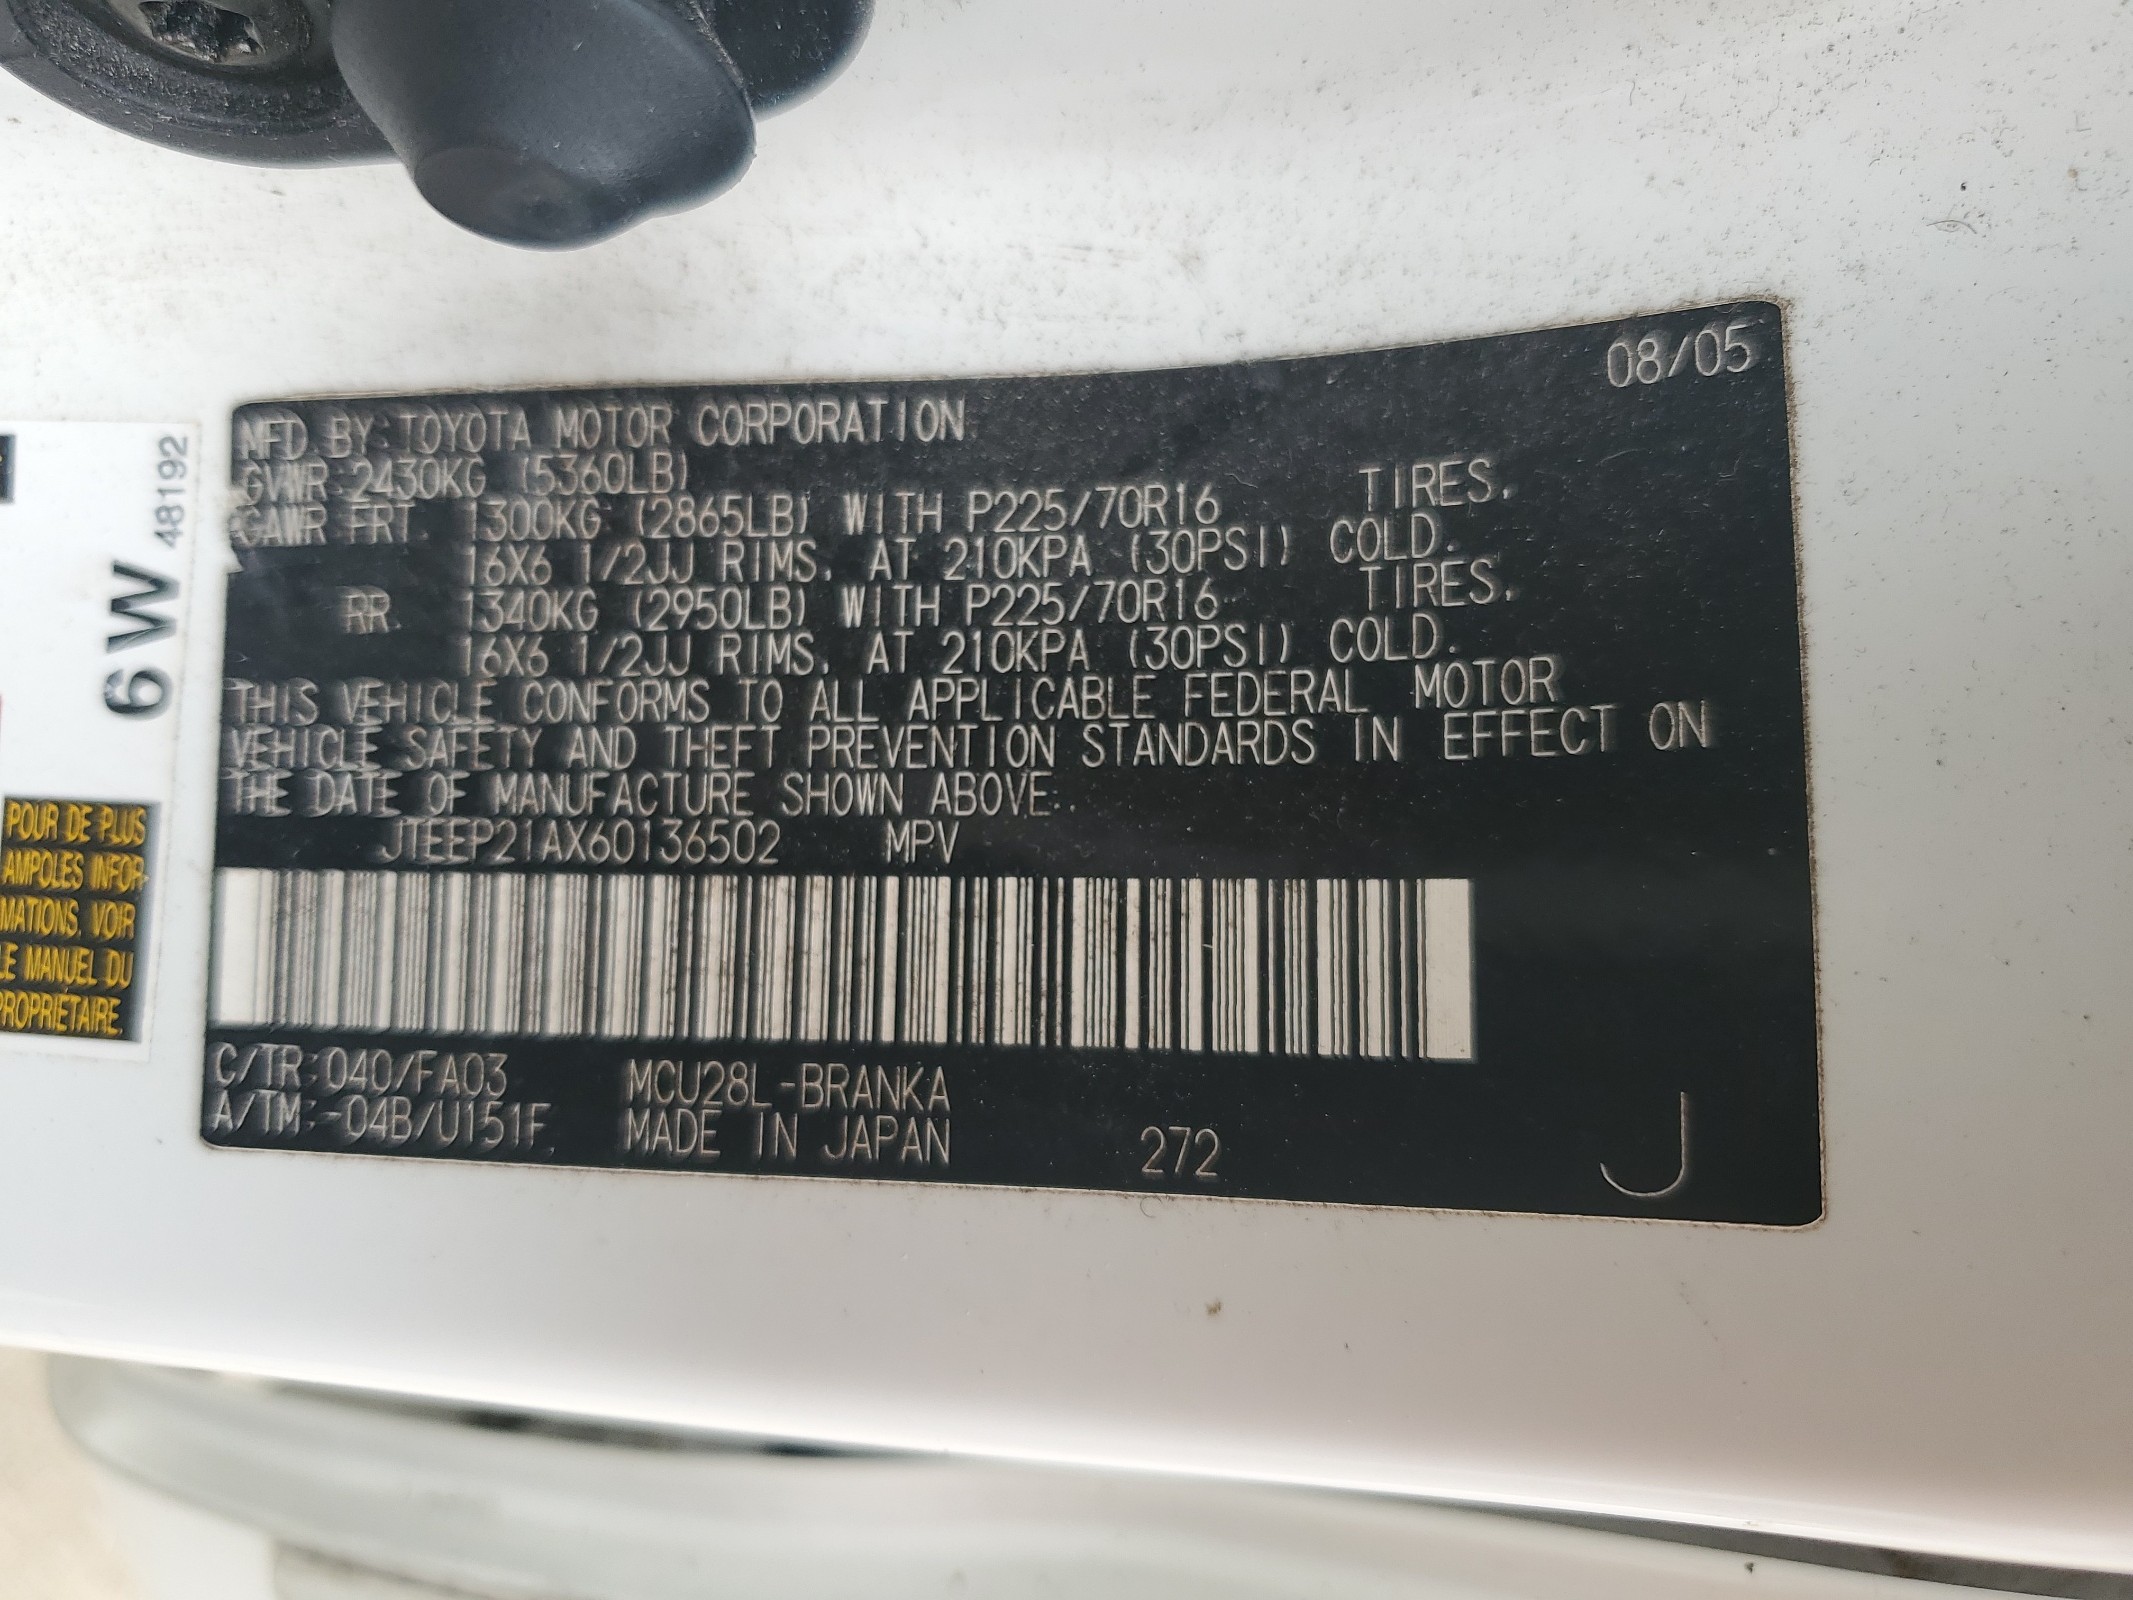 08/05
MFD BY: TOYOTA MOTOR CORPORATION
GVWR 2430KG (5360LB)
GAWR FRT. 1300KG (2865LB) WITH P225/70R16 TIRES.
16X6 1/2JJ RIMS. AT 210KPA (30PSI) COLD.
RR. 1340KG (2950LB) WITH P225/70R16 TIRES.
16X6 1/2JJ RIMS. AT 210KPA (30PSI) COLD.
THIS VEHICLE CONFORMS TO ALL APPLICABLE FEDERAL MOTOR
VEHICLE SAFETY AND THEFT PREVENTION STANDARDS IN EFFECT ON
THE DATE OF MANUFACTURE SHOWN ABOVE.
JTEEP21AX60136502 MPV
C/TR:040/FA03 MCU28L-BRANKA
A/TM:-04B/U151F MADE IN JAPAN
272
J
6W 48192
POUR DE PLUS
AMPOLES INFOR-
MATIONS, VOIR
LE MANUEL DU
PROPRIÉTAIRE.